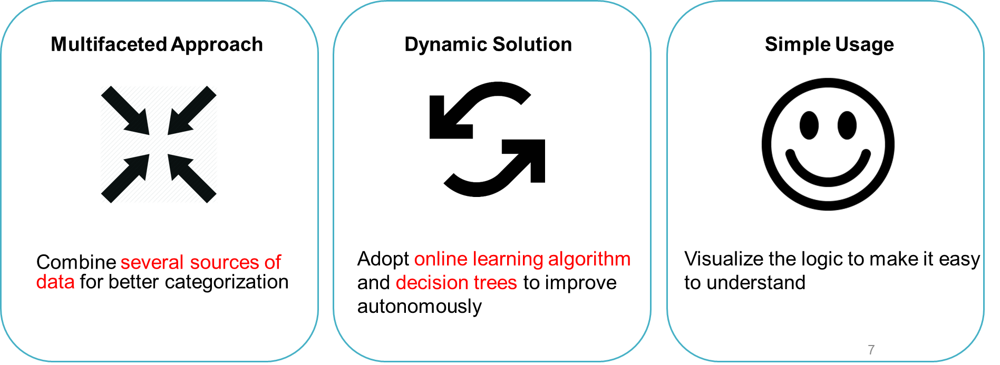 Multifaceted Approach
Combine several sources of
data for better categorization
Dynamic Solution
Adopt online learning algorithm
and decision trees to improve
autonomously
Simple Usage
Visualize the logic to make it easy
to understand
7